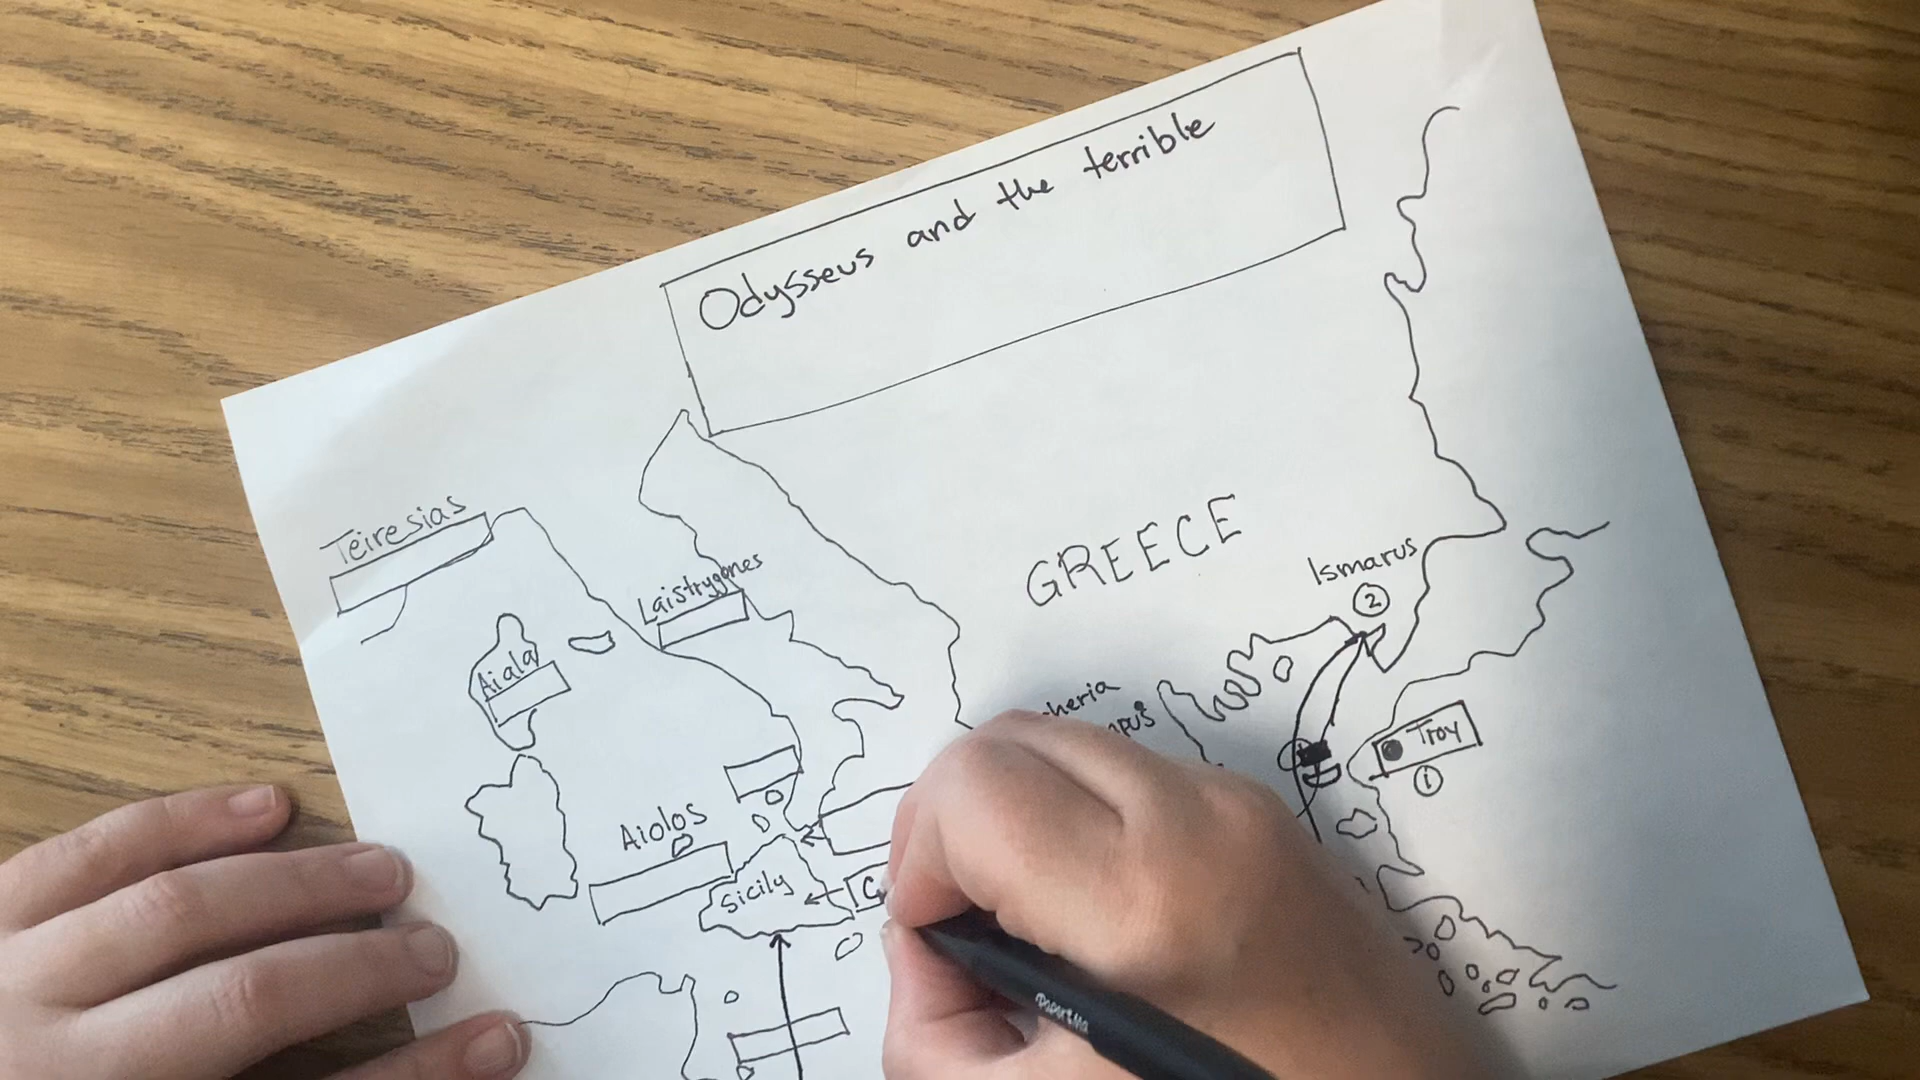 Odysseus and the terrible
GREECE
Teiresias
Laistrygones
Ismarus
2
Aiala
Troy
1
Aiolos
Sicily